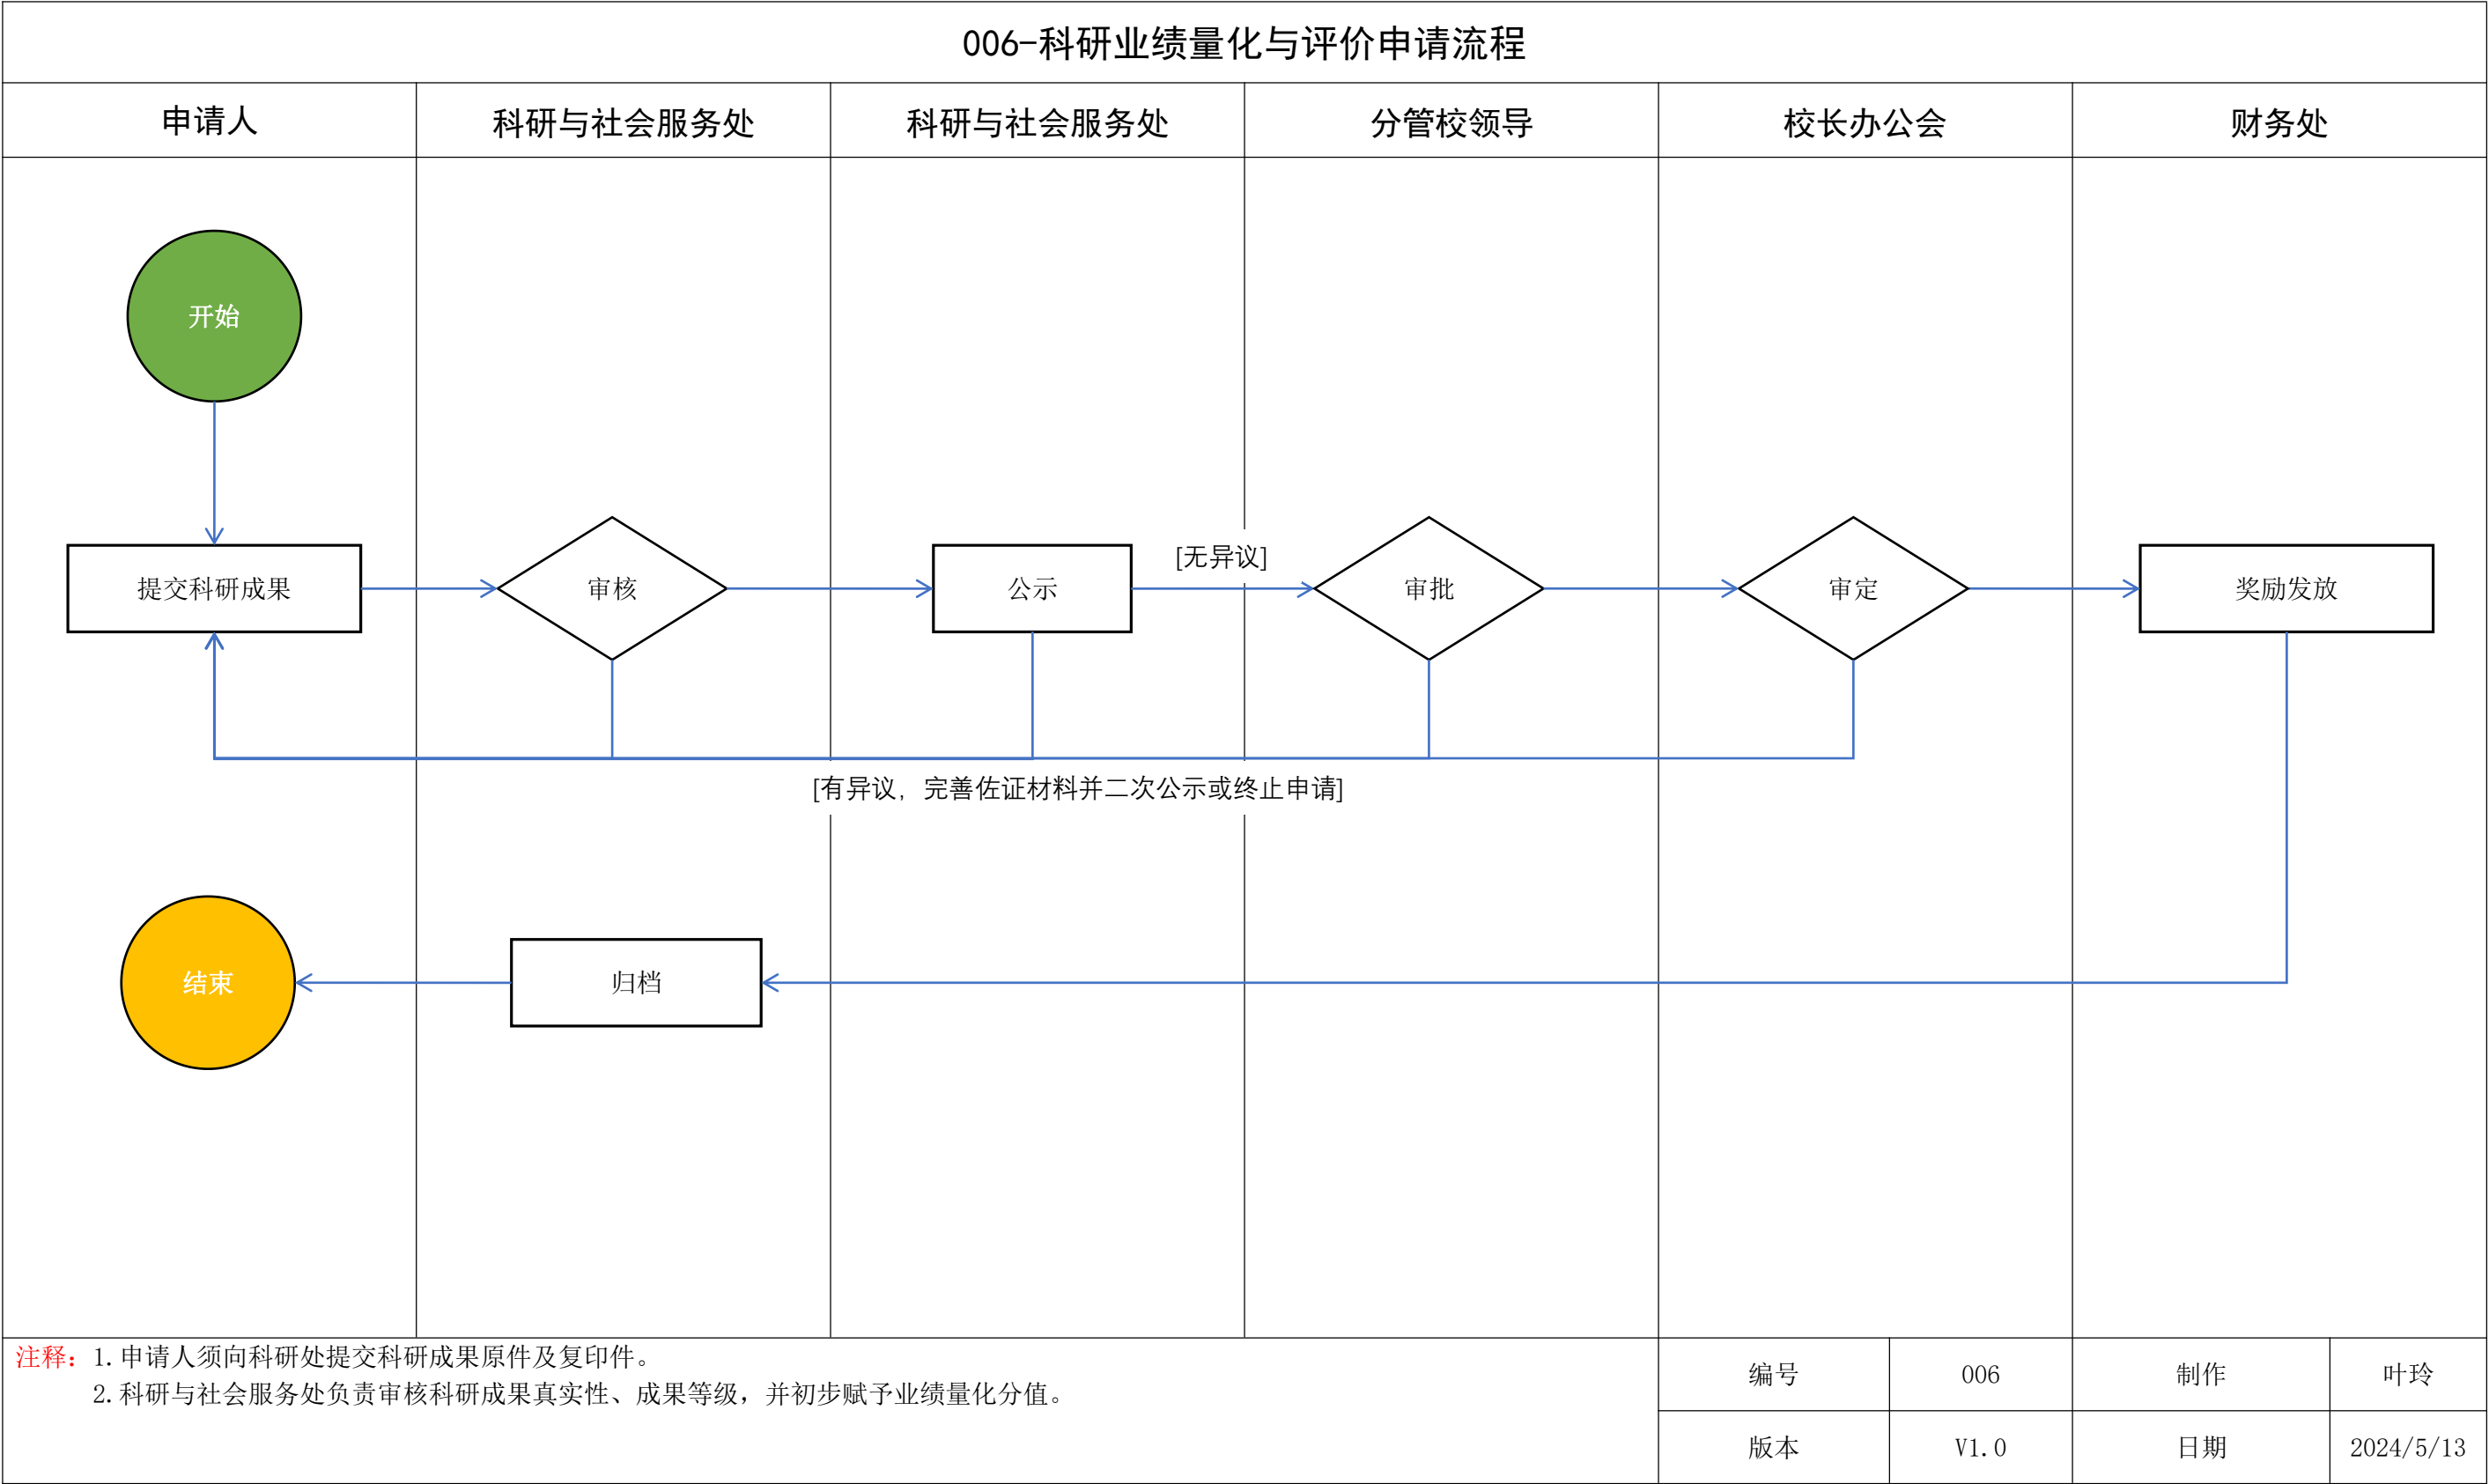 006-科研业绩量化与评价申请流程
申请人
科研与社会服务处
科研与社会服务处
分管校领导
校长办公会
财务处
开始
[无异议]
提交科研成果
审核
公示
审批
审定
奖励发放
[有异议，完善佐证材料并二次公示或终止申请]
结束
归档
注释：1.申请人须向科研处提交科研成果原件及复印件。
2.科研与社会服务处负责审核科研成果真实性、成果等级，并初步赋予业绩量化分值。
编号
006
制作
叶玲
版本
V1.0
日期
2024/5/13